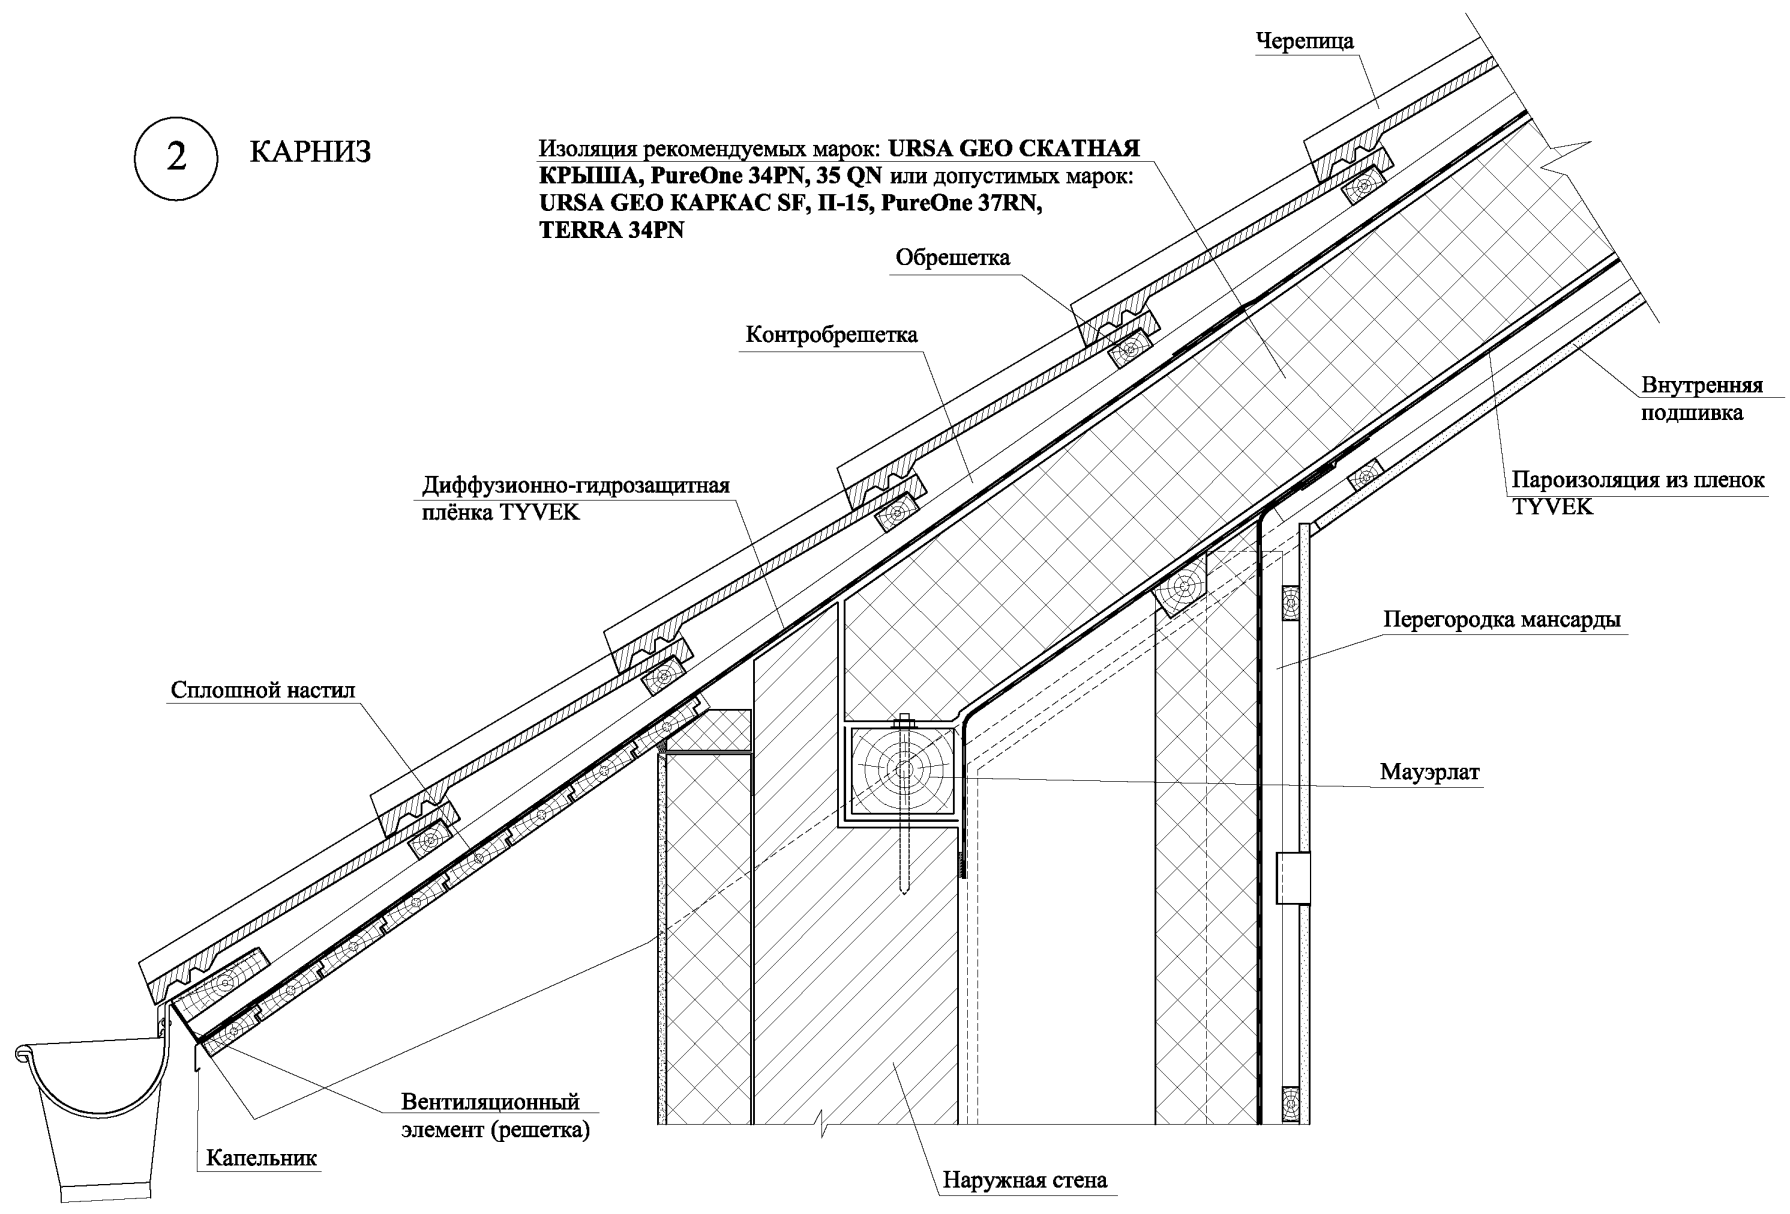 Черепица
2
КАРНИЗ
Изоляция рекомендуемых марок: URSA GEO СКАТНАЯ
КРЫША, PureOne 34PN, 35 QN или допустимых марок:
URSA GEO КАРКАС SF, П-15, PureOne 37RN,
TERRA 34PN
Обрешетка
Контробрешетка
Внутренняя
подшивка
Диффузионно-гидрозащитная
плёнка TYVEK
Пароизоляция из пленок
TYVEK
Перегородка мансарды
Сплошной настил
Мауэрлат
Вентиляционный
элемент (решетка)
Капельник
Наружная стена